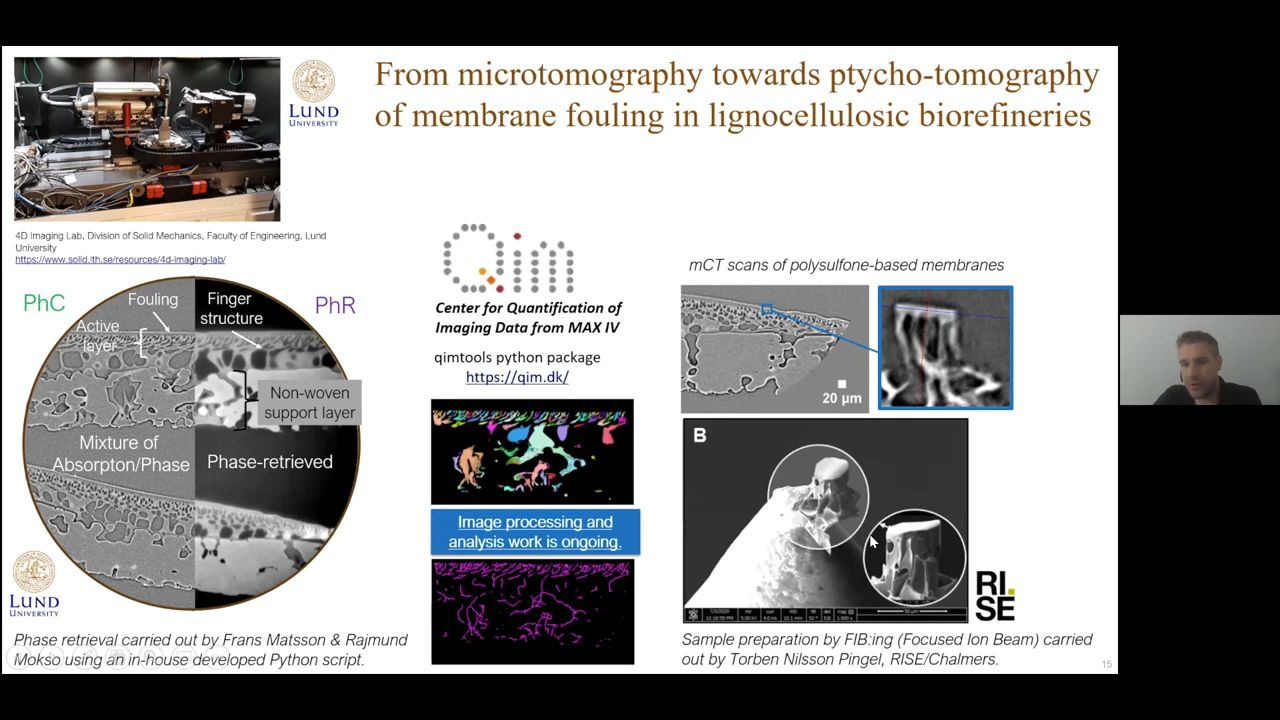 From microtomography towards ptycho-tomography
of membrane fouling in lignocellulosic biorefineries
LUND
UNIVERSITY
4D Imaging Lab, Division of Solid Mechanics, Faculty of Engineering, Lund
University
https://www.solid.lth.se/resources/4d-imaging-lab/
PhC
PhR
Fouling
Finger
structure
Active
layer
Non-woven
support layer
Mixture of
Absorpton/Phase
Phase-retrieved
LUND
UNIVERSITY
Phase retrieval carried out by Frans Matsson & Rajmund
Mokso using an in-house developed Python script.
Qim
Center for Quantification of
Imaging Data from MAX IV
qimtools python package
https://qim.dk/
Image processing and
analysis work is ongoing.
mCT scans of polysulfone-based membranes
20 µm
B
RI.
SE
Sample preparation by FIB:ing (Focused Ion Beam) carried
out by Torben Nilsson Pingel, RISE/Chalmers.
15